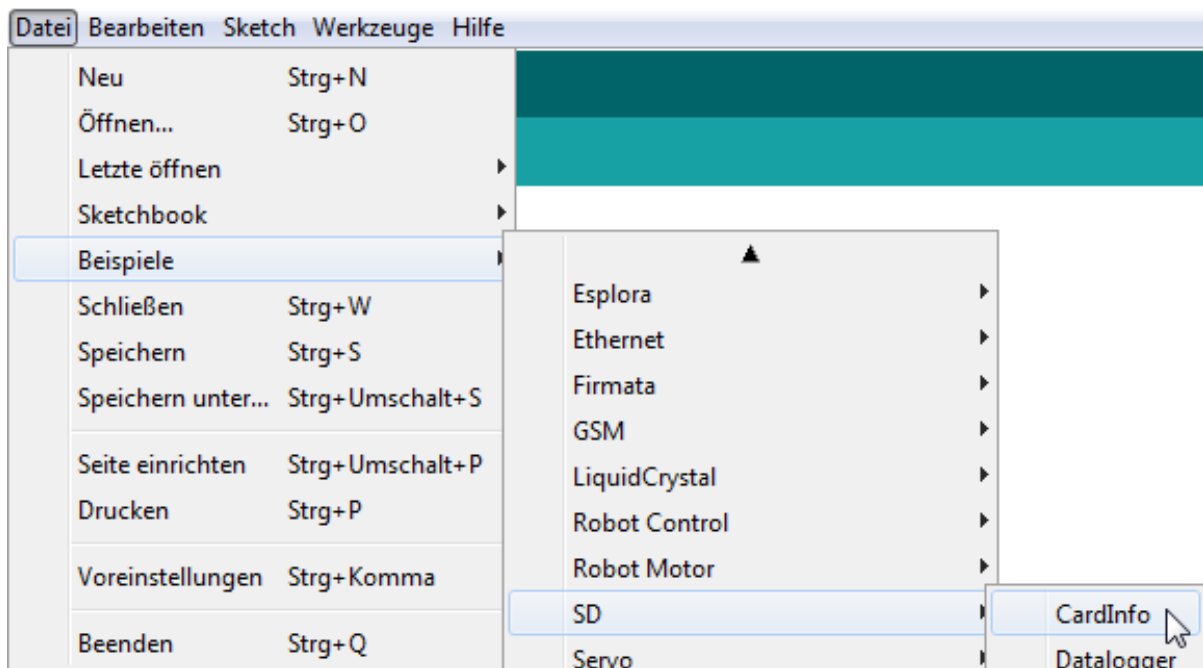 Datei Bearbeiten Sketch Werkzeuge Hilfe
Neu Strg+N
Öffnen... Strg+O
Letzte öffnen
Sketchbook
Beispiele
Schließen Strg+W
Speichern Strg+S
Speichern unter... Strg+Umschalt+S
Seite einrichten Strg+Umschalt+P
Drucken Strg+P
Voreinstellungen Strg+Komma
Beenden Strg+Q
Esplora
Ethernet
Firmata
GSM
LiquidCrystal
Robot Control
Robot Motor
SD
Servo
CardInfo
Datalogger